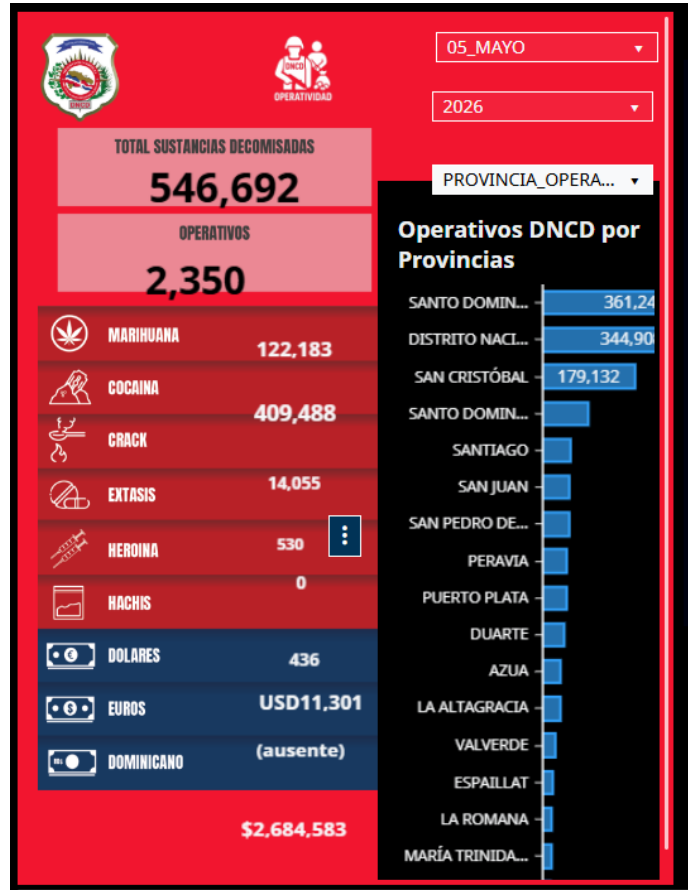 05_MAYO
2026
PROVINCIA_OPERA...
DNCD
DNCD
OPERATIVIDAD
TOTAL SUSTANCIAS DECOMISADAS
546,692
OPERATIVOS
2,350
MARIHUANA
122,183
COCAINA
409,488
CRACK
EXTASIS
14,055
HEROINA
530
0
HACHIS
DOLARES
436
EUROS
USD11,301
DOMINICANO
(ausente)
$2,684,583
Operativos DNCD por
Provincias
SANTO DOMIN...
361,24
DISTRITO NACI...
344,908
SAN CRISTÓBAL
179,132
SANTO DOMIN...
SANTIAGO
SAN JUAN
SAN PEDRO DE...
PERAVIA
PUERTO PLATA
DUARTE
AZUA
LA ALTAGRACIA
VALVERDE
ESPAILLAT
LA ROMANA
MARÍA TRINIDA...